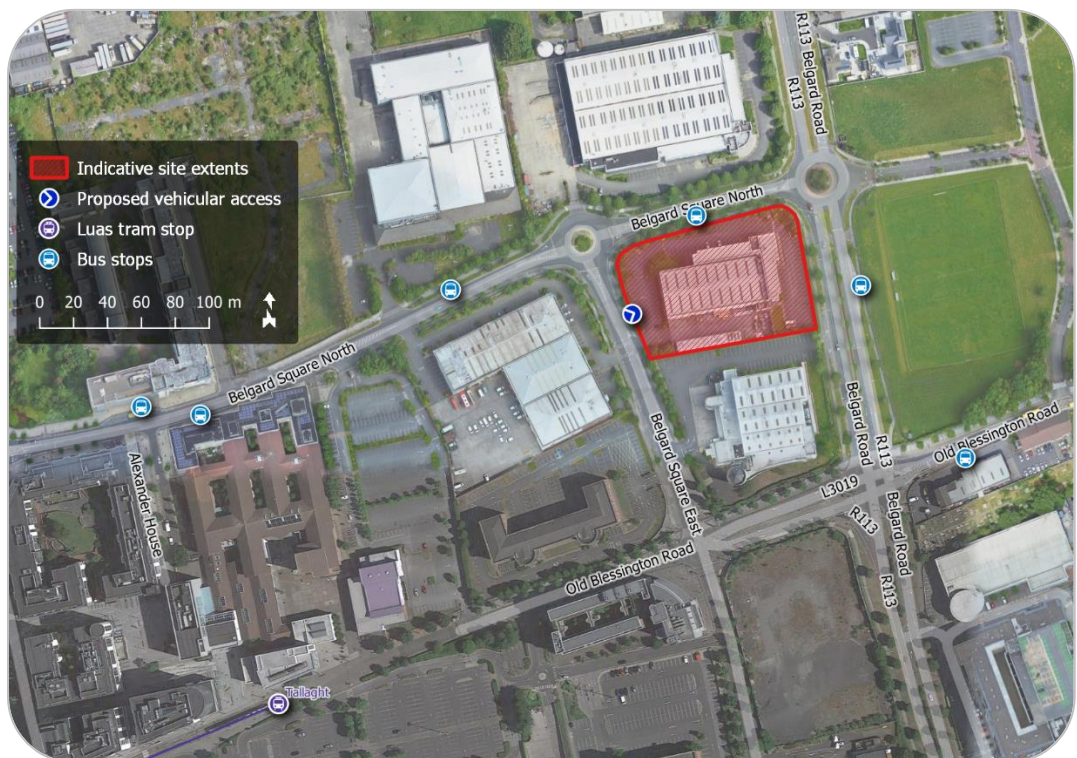 R113 Belgard Road
R113
Indicative site extents
Proposed vehicular access
Luas tram stop
Bus stops
0 20 40 60 80 100 m
Belgard Square North
Belgard Square North
Belgard Road
R113
Old Blessington Road
Alexander House
Belgard Square East
L3019
R113
Belgard Road
R113
Old Blessington Road
Tallaght